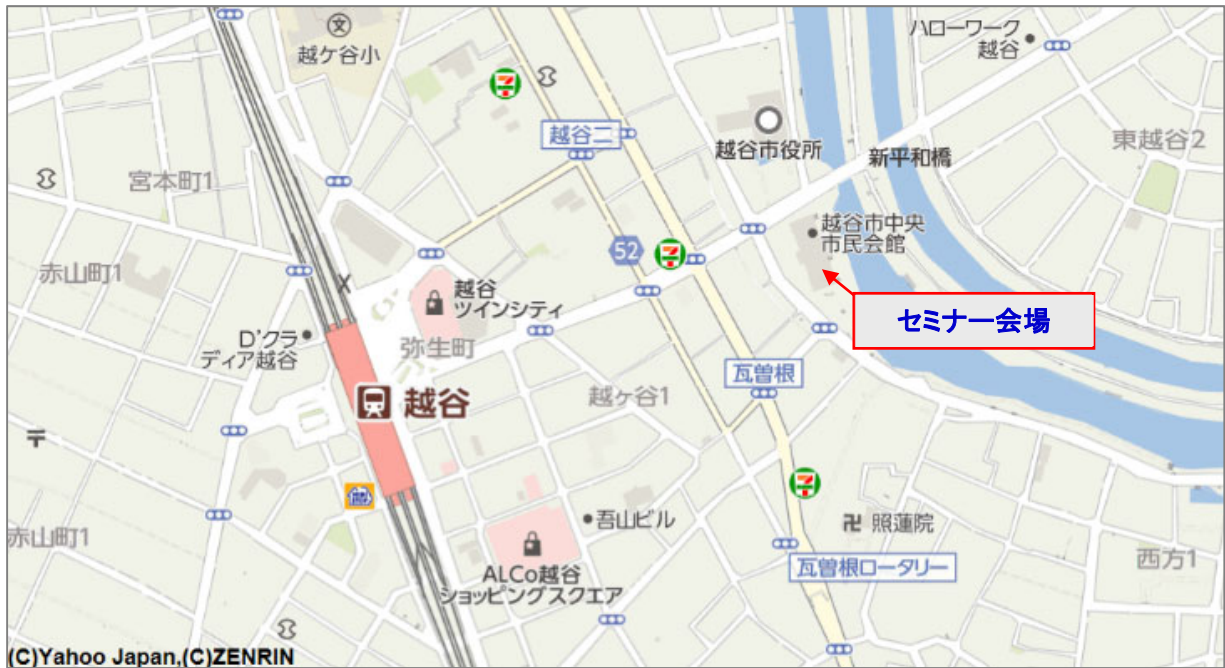 文
越ケ谷小
ハローワーク
越谷
越谷二
越谷市役所
新平和橋
東越谷2
宮本町1
越谷市中央
市民会館
52
赤山町1
越谷
ツインシティ
セミナー会場
D'クラ
ディア越谷
弥生町
瓦曽根
越ヶ谷1
越谷
吾山ビル
照蓮院
赤山町1
ALCo越谷
ショッピングスクエア
瓦曽根ロータリー
西方1
(C)Yahoo Japan,(C)ZENRIN